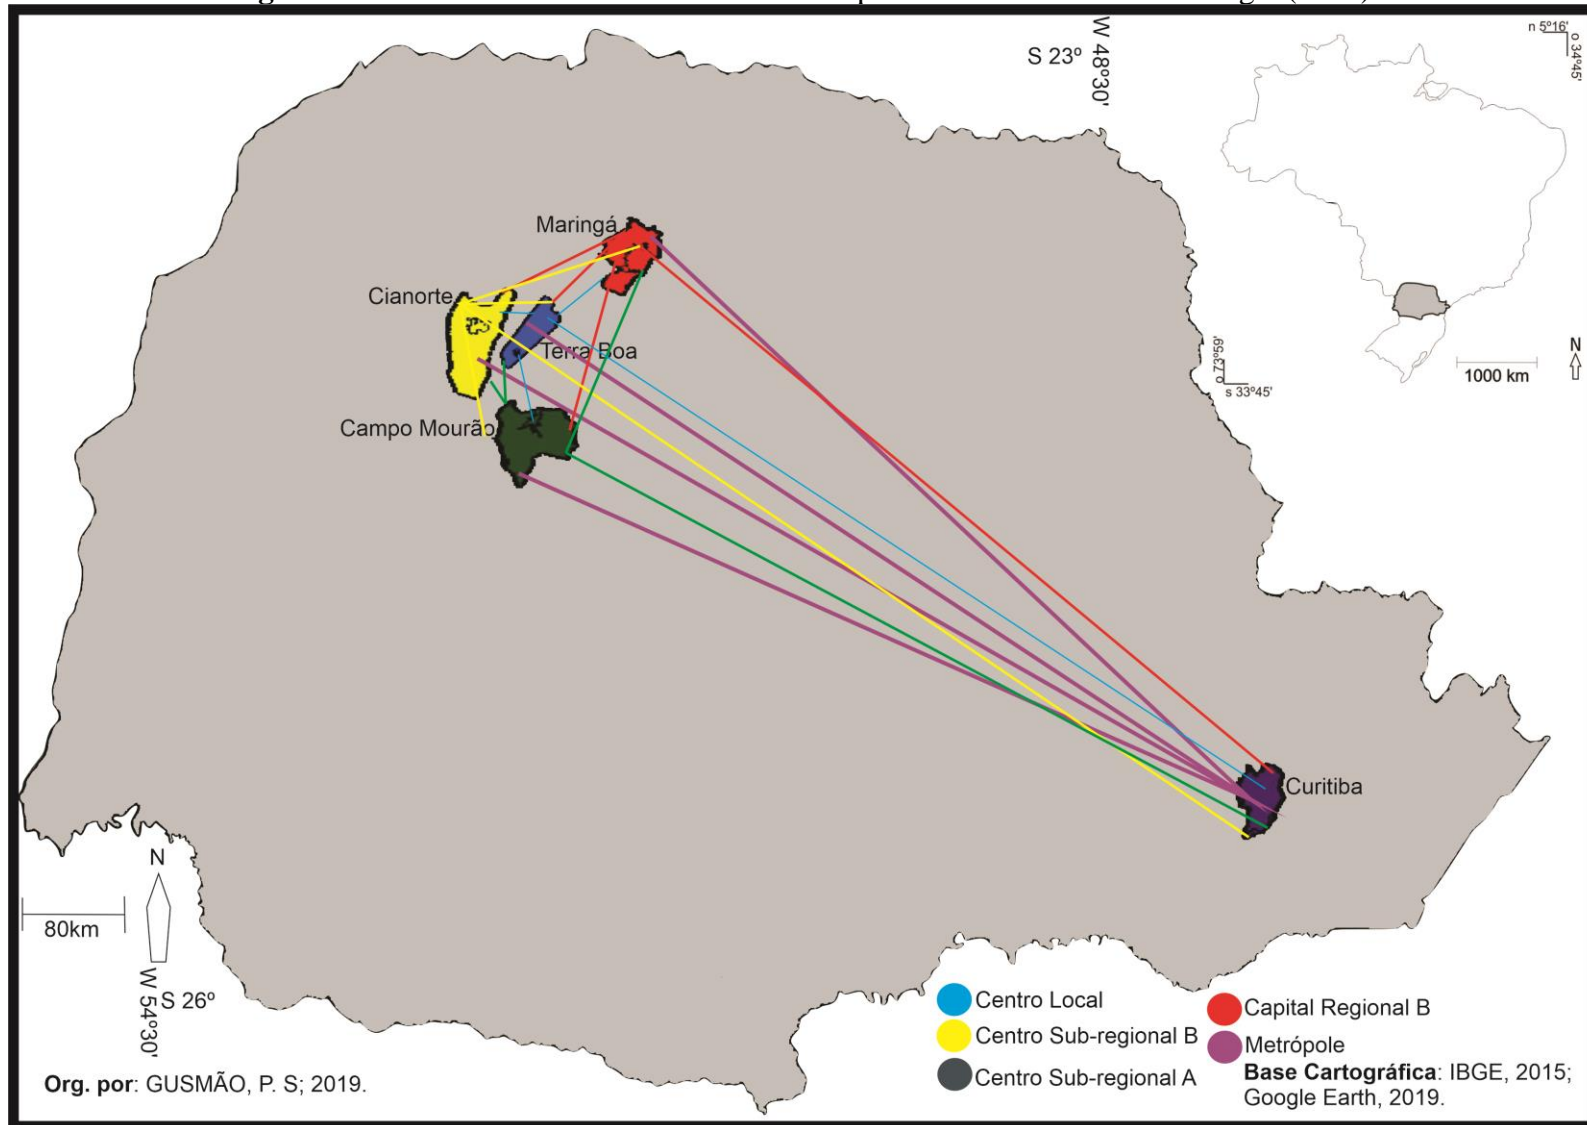 S 23º
W 48º30'
n 5º16'
o 34º45'
Maringá
Cianorte
Terra Boa
Campo Mourão
o 73º59'
s 33º45'
1000 km
N
Curitiba
N
80km
W 54º30'
S 26º
Centro Local
Centro Sub-regional B
Centro Sub-regional A
Capital Regional B
Metrópole
Base Cartográfica: IBGE, 2015;
Google Earth, 2019.
Org. por: GUSMÃO, P. S; 2019.